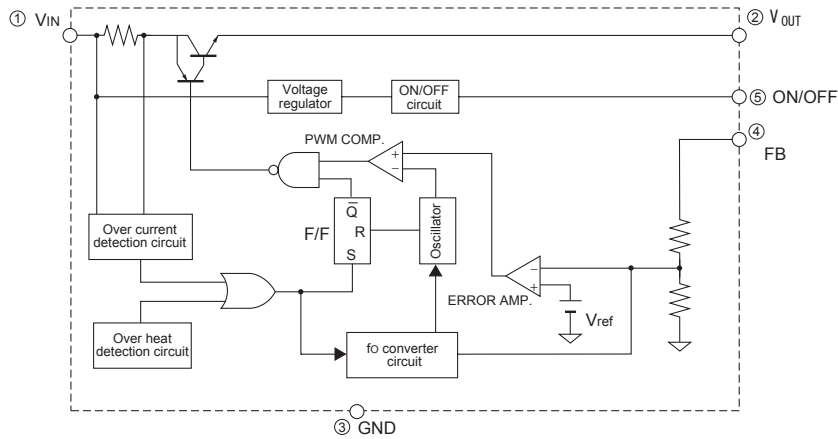 ① VIN
② VOUT
Voltage
regulator
ON/OFF
circuit
⑤ ON/OFF
④
FB
PWM COMP.
+
−
Q̅
F/F
R
S
Oscillator
Over current
detection circuit
−
+
ERROR AMP.
Vref
Over heat
detection circuit
fO converter
circuit
③ GND